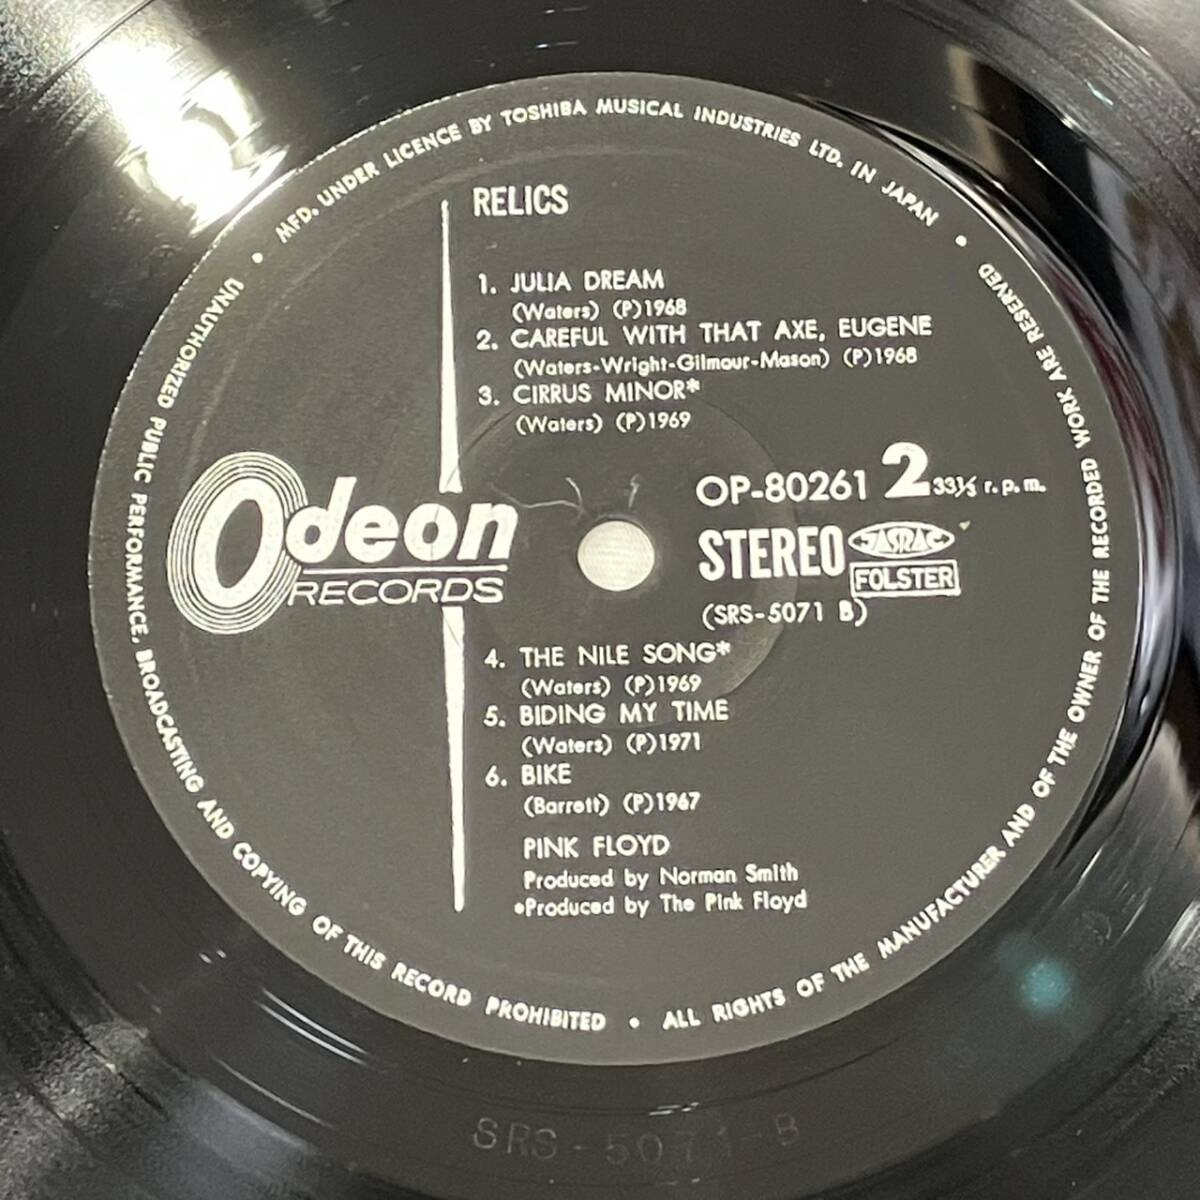 MFD. UNDER LICENCE BY TOSHIBA MUSICAL INDUSTRIES LTD. IN JAPAN •
RELICS
1. JULIA DREAM
(Waters) (P)1968
2. CAREFUL WITH THAT AXE, EUGENE
(Waters-Wright-Gilmour-Mason) (P)1968
3. CIRRUS MINOR*
(Waters) (P)1969
Odeon
RECORDS
OP-80261 2 33⅓ r.p.m.
STEREO JASRAC
FOLSTER
(SRS-5071 B)
4. THE NILE SONG*
(Waters) (P)1969
5. BIDING MY TIME
(Waters) (P)1971
6. BIKE
(Barrett) (P)1967
PINK FLOYD
Produced by Norman Smith
*Produced by The Pink Floyd
• UNAUTHORIZED PUBLIC PERFORMANCE, BROADCASTING AND COPYING OF THIS RECORD PROHIBITED • ALL RIGHTS OF THE MANUFACTURER AND OF THE OWNER OF THE RECORDED WORK ARE RESERVED
SRS-5071-B